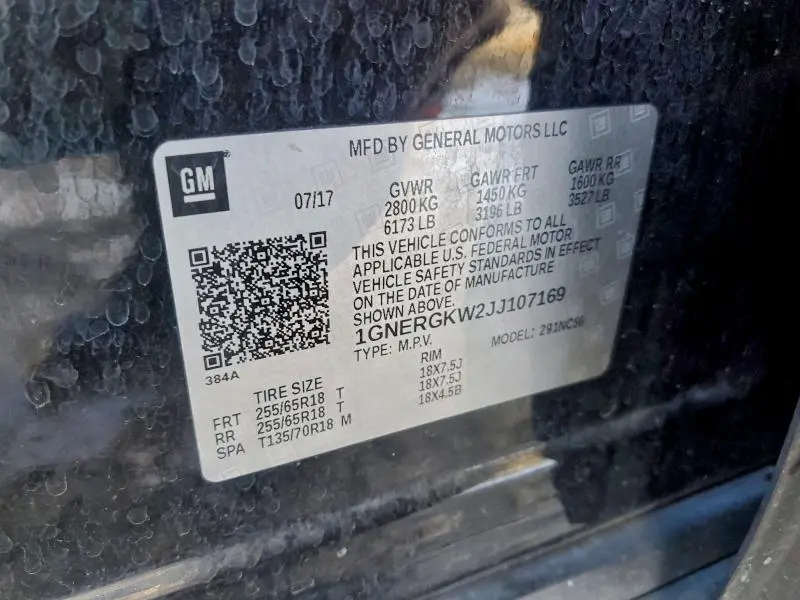 MFD BY GENERAL MOTORS LLC
GM
07/17
GVWR
2800 KG
6173 LB
GAWR FRT
1450 KG
3196 LB
GAWR RR
1600 KG
3527 LB
THIS VEHICLE CONFORMS TO ALL
APPLICABLE U.S. FEDERAL MOTOR
VEHICLE SAFETY STANDARDS IN EFFECT
ON THE DATE OF MANUFACTURE
SHOWN ABOVE.
1GNERGKW2JJ107169
TYPE: M.P.V. MODEL: Z91NC56
384A
TIRE SIZE RIM
FRT 255/65R18 T 18X7.5J
RR 255/65R18 T 18X7.5J
SPA T135/70R18 M 18X4.5B